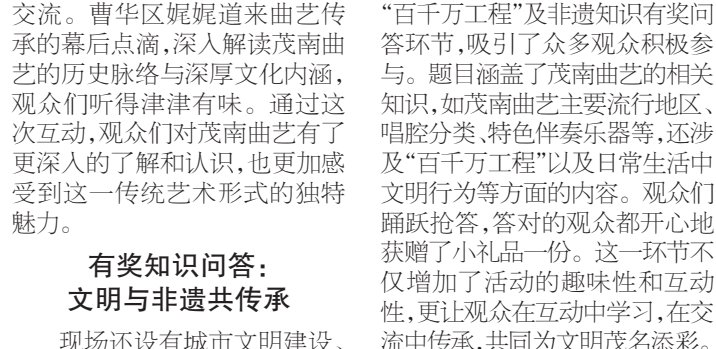 交流。曹华区娓娓道来曲艺传
承的幕后点滴,深入解读茂南曲
艺的历史脉络与深厚文化内涵,
观众们听得津津有味。通过这
次互动,观众们对茂南曲艺有了
更深入的了解和认识,也更加感
受到这一传统艺术形式的独特
魅力。
有奖知识问答:
文明与非遗共传承
现场还设有城市文明建设、
“百千万工程”及非遗知识有奖问
答环节,吸引了众多观众积极参
与。题目涵盖了茂南曲艺的相关
知识,如茂南曲艺主要流行地区、
唱腔分类、特色伴奏乐器等,还涉
及“百千万工程”以及日常生活中
文明行为等方面的内容。观众们
踊跃抢答,答对的观众都开心地
获赠了小礼品一份。这一环节不
仅增加了活动的趣味性和互动
性,更让观众在互动中学习,在交
流中传承,共同为文明茂名添彩。